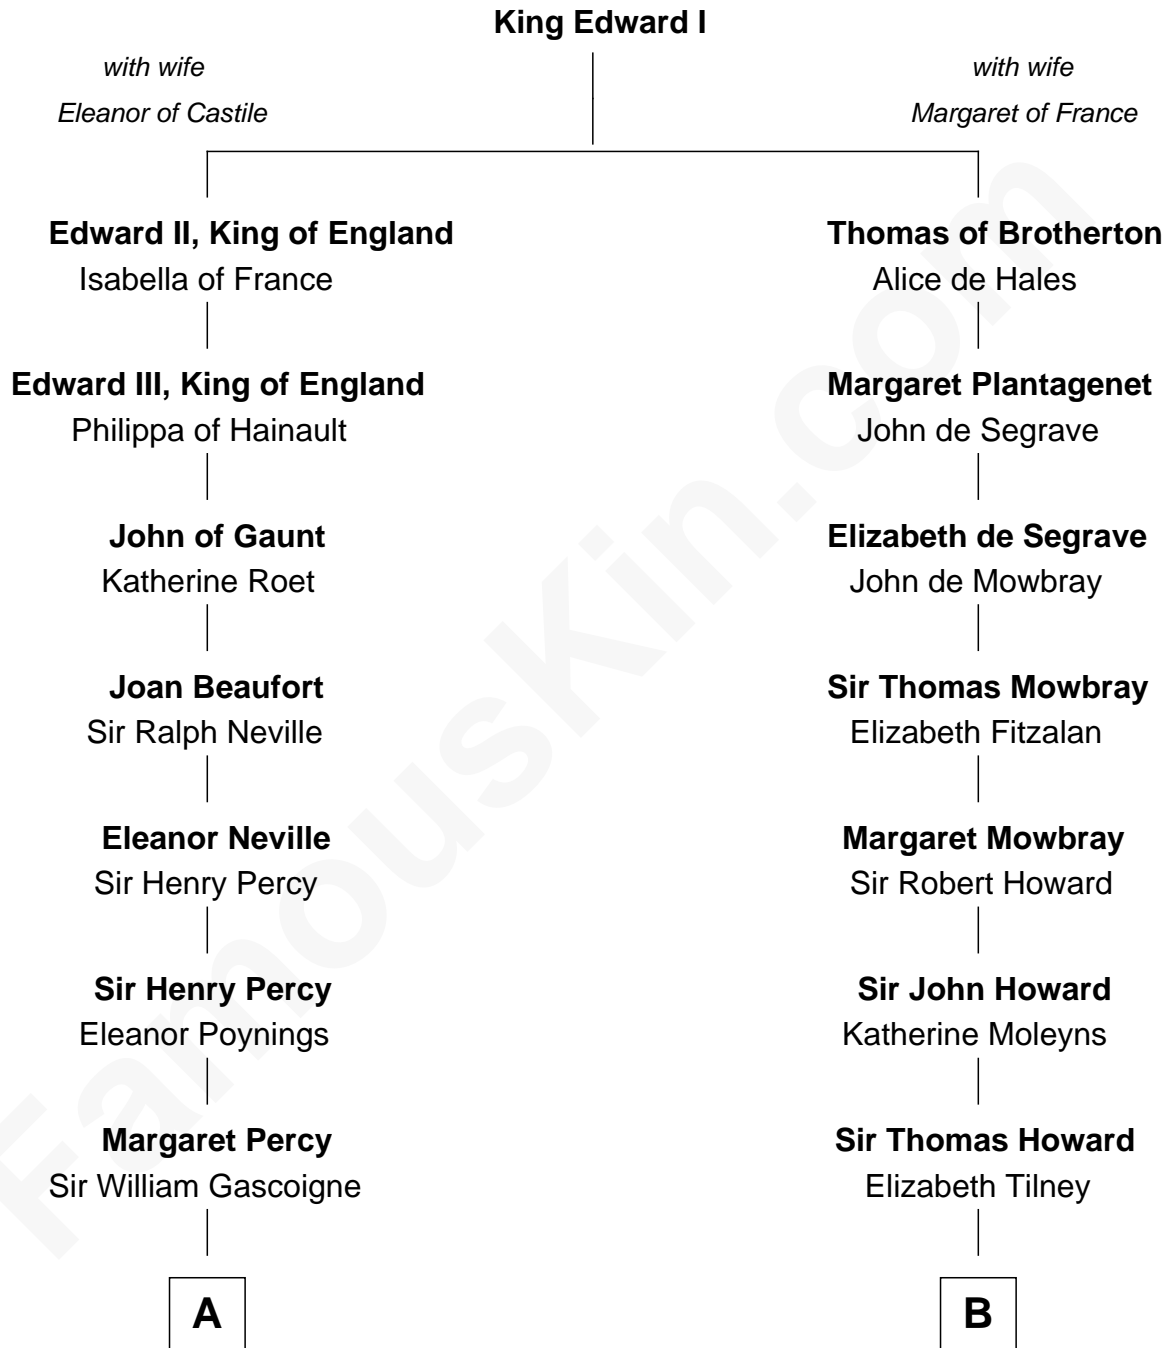 King Edward I
with wife
Eleanor of Castile
with wife
Margaret of France
Edward II, King of England
Isabella of France
Thomas of Brotherton
Alice de Hales
Edward III, King of England
Philippa of Hainault
Margaret Plantagenet
John de Segrave
John of Gaunt
Katherine Roet
Elizabeth de Segrave
John de Mowbray
Joan Beaufort
Sir Ralph Neville
Sir Thomas Mowbray
Elizabeth Fitzalan
Eleanor Neville
Sir Henry Percy
Margaret Mowbray
Sir Robert Howard
Sir Henry Percy
Eleanor Poynings
Sir John Howard
Katherine Moleyns
Margaret Percy
Sir William Gascoigne
Sir Thomas Howard
Elizabeth Tilney
A
B
FamousKin.com